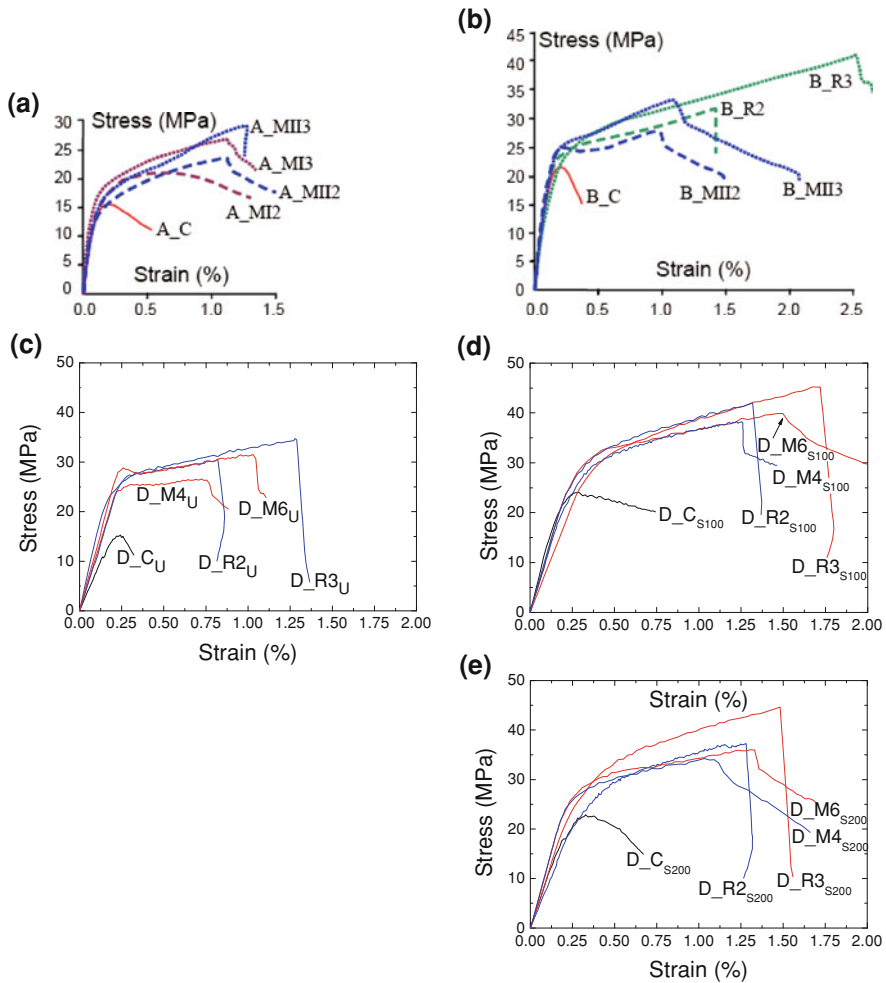 (a)
Stress (MPa)
30
25
20
15
10
5
0
A_MII3
A_MI3
A_MII2
A_MI2
A_C
Strain (%)
0.0 0.5 1.0 1.5
(b)
Stress (MPa)
45
40
35
30
25
20
15
10
5
0
B_R3
B_R2
B_MII2
B_MII3
B_C
Strain (%)
0.0 0.5 1.0 1.5 2.0 2.5
(c)
Stress (MPa)
50
40
30
20
10
0
D_M4U
D_M6U
D_CU
D_R2U
D_R3U
0.00 0.25 0.50 0.75 1.00 1.25 1.50 1.75 2.00
Strain (%)
(d)
Stress (MPa)
50
40
30
20
10
0
D_M6S100
D_M4S100
D_CS100
D_R2S100
D_R3S100
0.00 0.25 0.50 0.75 1.00 1.25 1.50 1.75 2.00
(e)
Strain (%)
Stress (MPa)
50
40
30
20
10
0
D_M6S200
D_M4S200
D_CS200
D_R2S200
D_R3S200
0.00 0.25 0.50 0.75 1.00 1.25 1.50 1.75 2.00
Strain (%)